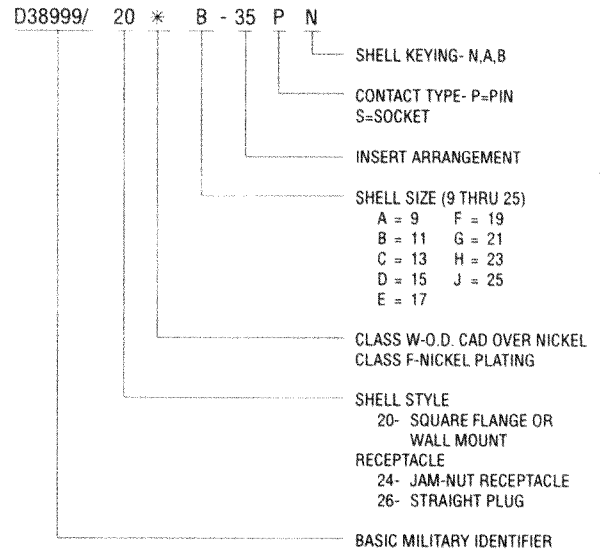 D38999/ 20 * B - 35 P N
SHELL KEYING- N,A,B
CONTACT TYPE- P=PIN
S=SOCKET
INSERT ARRANGEMENT
SHELL SIZE (9 THRU 25)
A = 9 F = 19
B = 11 G = 21
C = 13 H = 23
D = 15 J = 25
E = 17
CLASS W-O.D. CAD OVER NICKEL
CLASS F-NICKEL PLATING
SHELL STYLE
20- SQUARE FLANGE OR
WALL MOUNT
RECEPTACLE
24- JAM-NUT RECEPTACLE
26- STRAIGHT PLUG
BASIC MILITARY IDENTIFIER